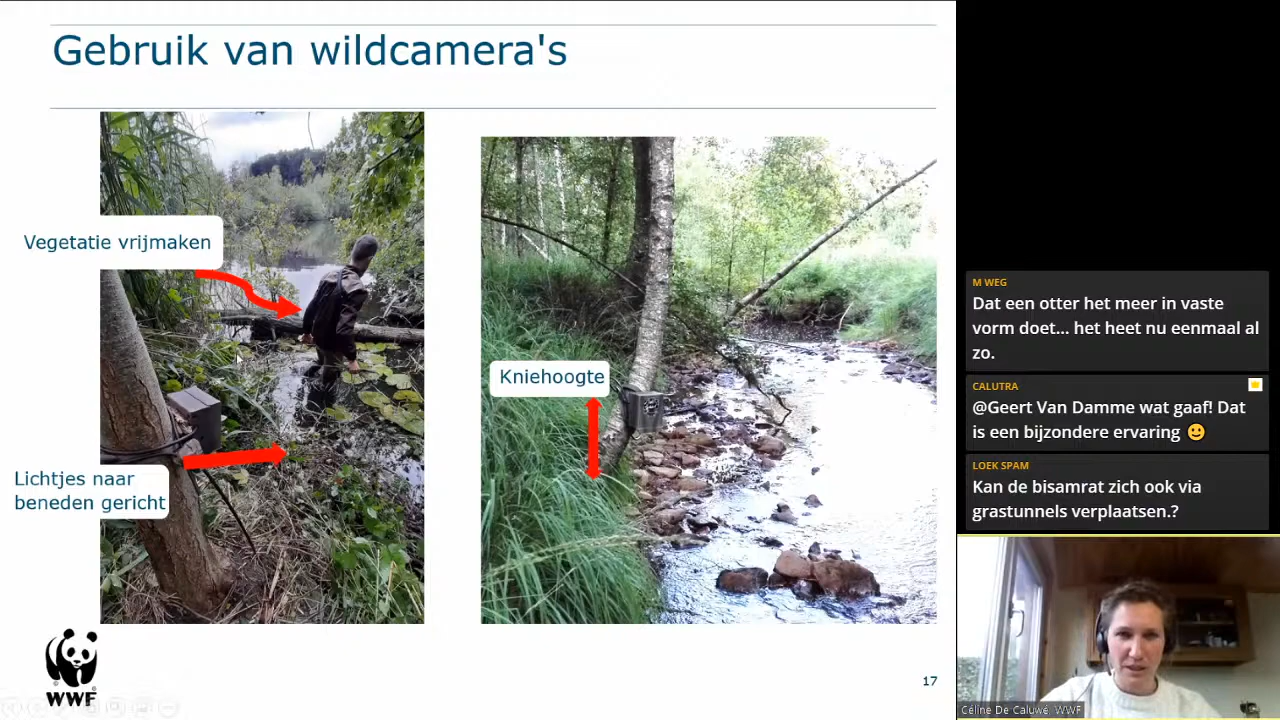 Gebruik van wildcamera's
Vegetatie vrijmaken
Kniehoogte
Lichtjes naar
beneden gericht
WWF
17
M WEG
Dat een otter het meer in vaste
vorm doet... het heet nu eenmaal al
zo.
CALUTRA
@Geert Van Damme wat gaaf! Dat
is een bijzondere ervaring 🙂
LOEK SPAM
Kan de bisamrat zich ook via
grastunnels verplaatsen.?
Céline De Caluwé_WWF